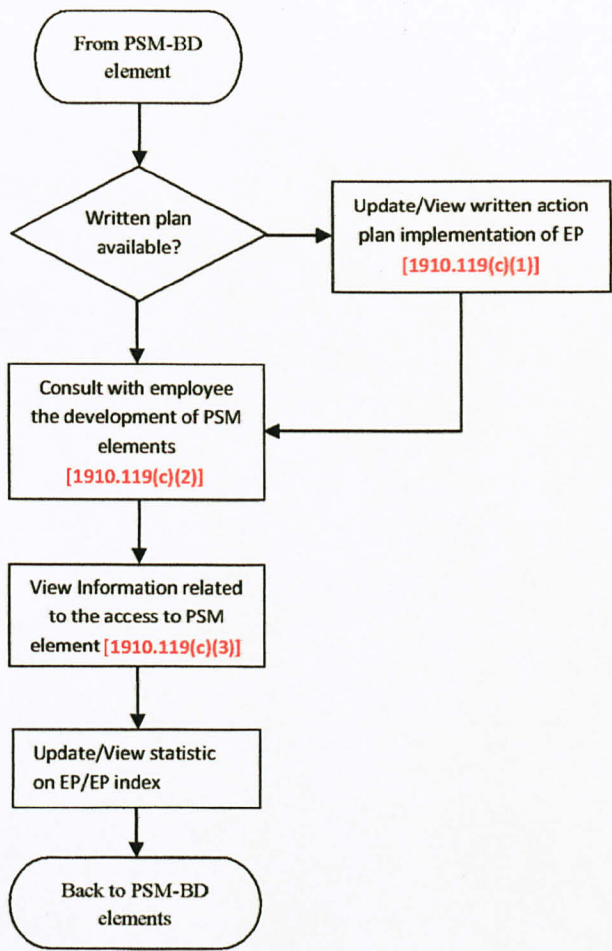 From PSM-BD
element
Written plan
available?
Update/View written action
plan implementation of EP
[1910.119(c)(1)]
Consult with employee
the development of PSM
elements
[1910.119(c)(2)]
View Information related
to the access to PSM
element [1910.119(c)(3)]
Update/View statistic
on EP/EP index
Back to PSM-BD
elements